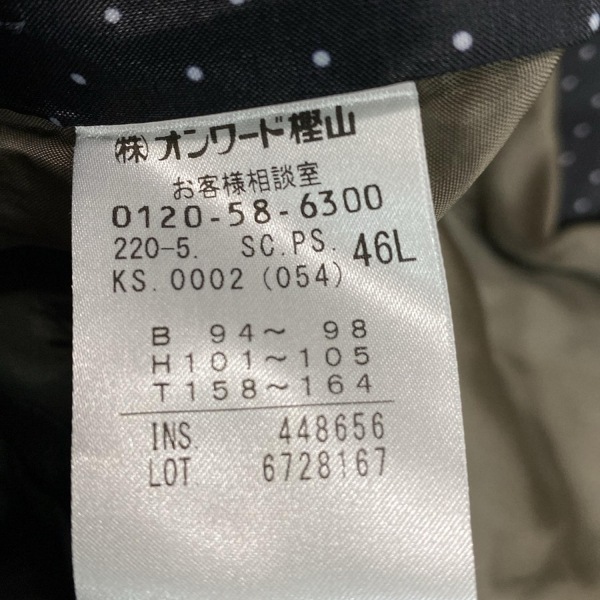 (株)オンワード樫山
お客様相談室
0120-58-6300
220-5. SC.PS. 46L
KS.0002(054)
B 94～ 98
H101～105
T158～164
INS. 448656
LOT. 6728167